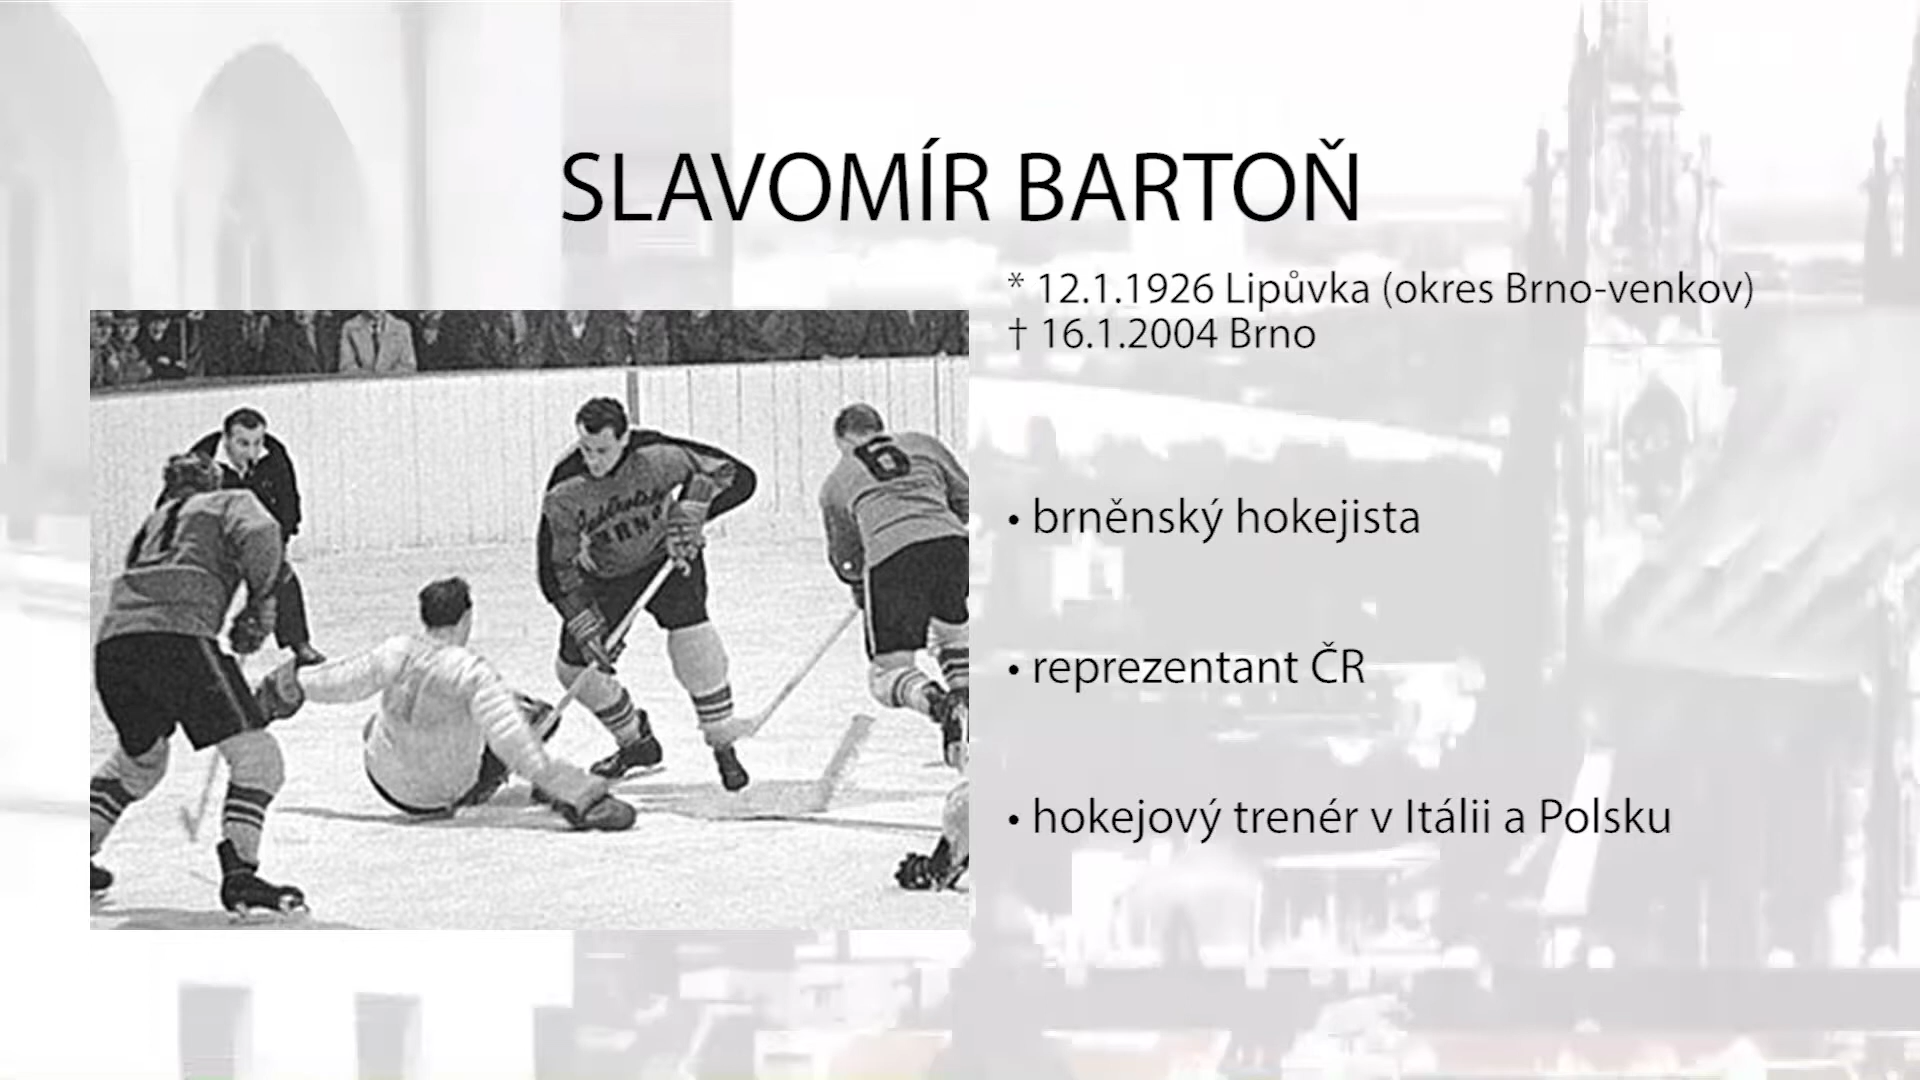 SLAVOMÍR BARTOŇ
* 12.1.1926 Lipůvka (okres Brno-venkov)
† 16.1.2004 Brno
• brněnský hokejista
• reprezentant ČR
• hokejový trenér v Itálii a Polsku
6